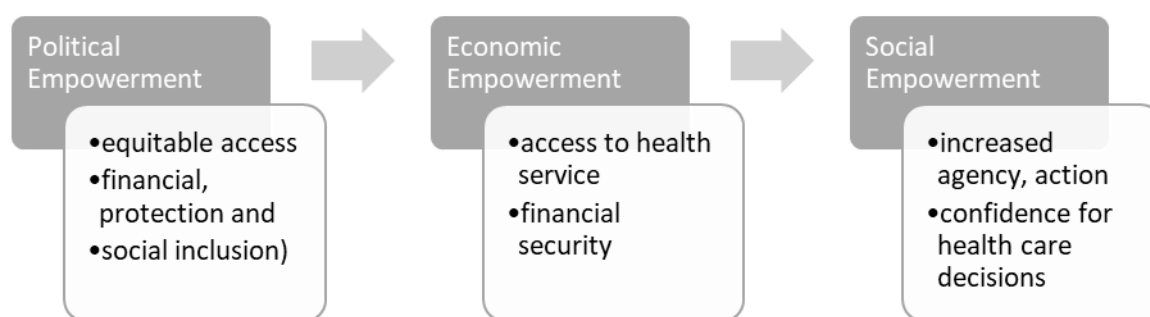 Political
Empowerment
•equitable access
•financial,
protection and
•social inclusion)
Economic
Empowerment
•access to health
service
•financial
security
Social
Empowerment
•increased
agency, action
•confidence for
health care
decisions